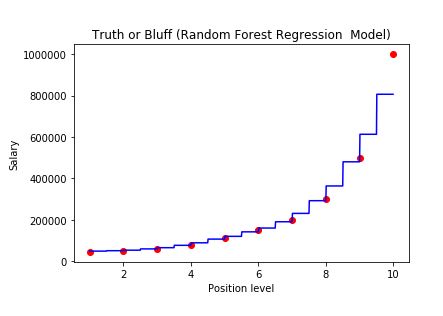 Truth or Bluff (Random Forest Regression  Model)
1000000
800000
600000
400000
200000
0
Salary
2 4 6 8 10
Position level